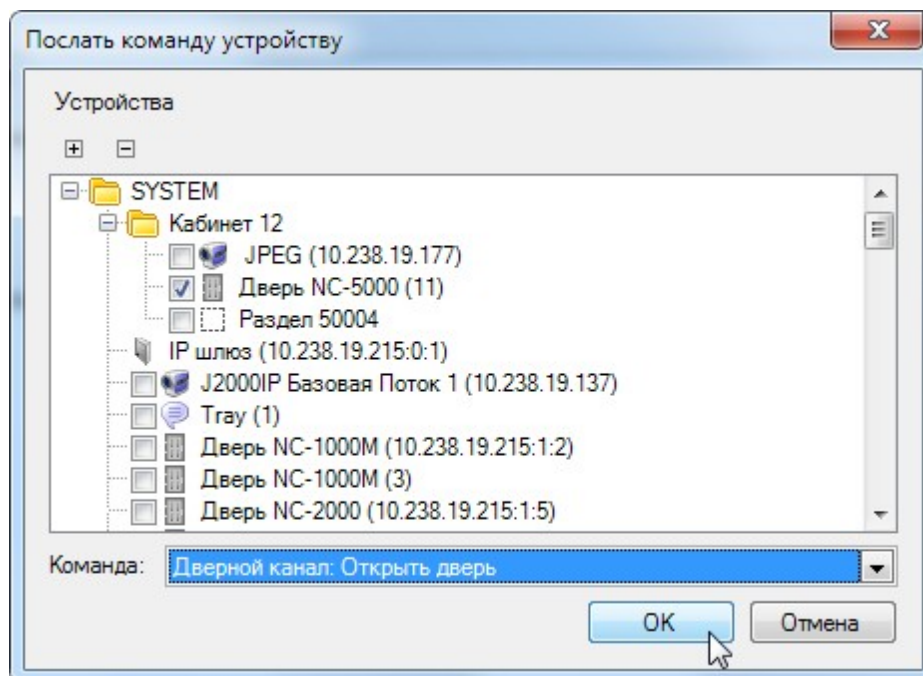 Послать команду устройству
Устройства
SYSTEM
Кабинет 12
JPEG (10.238.19.177)
Дверь NC-5000 (11)
Раздел 50004
IP шлюз (10.238.19.215:0:1)
J2000IP Базовая Поток 1 (10.238.19.137)
Tray (1)
Дверь NC-1000M (10.238.19.215:1:2)
Дверь NC-1000M (3)
Дверь NC-2000 (10.238.19.215:1:5)
Команда: Дверной канал: Открыть дверь
OK Отмена